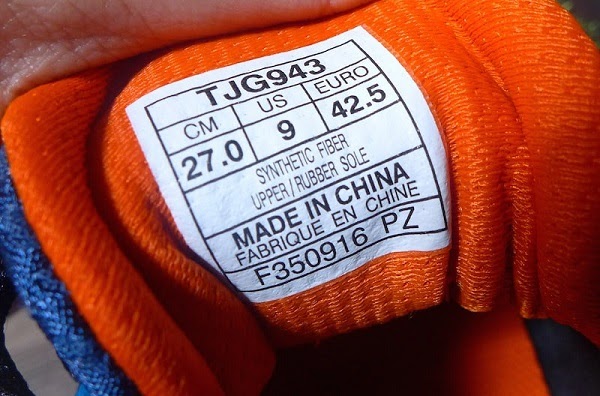 TJG943
CM US EURO
27.0 9 42.5
SYNTHETIC FIBER
UPPER/RUBBER SOLE
MADE IN CHINA
FABRIQUE EN CHINE
F350916 PZ